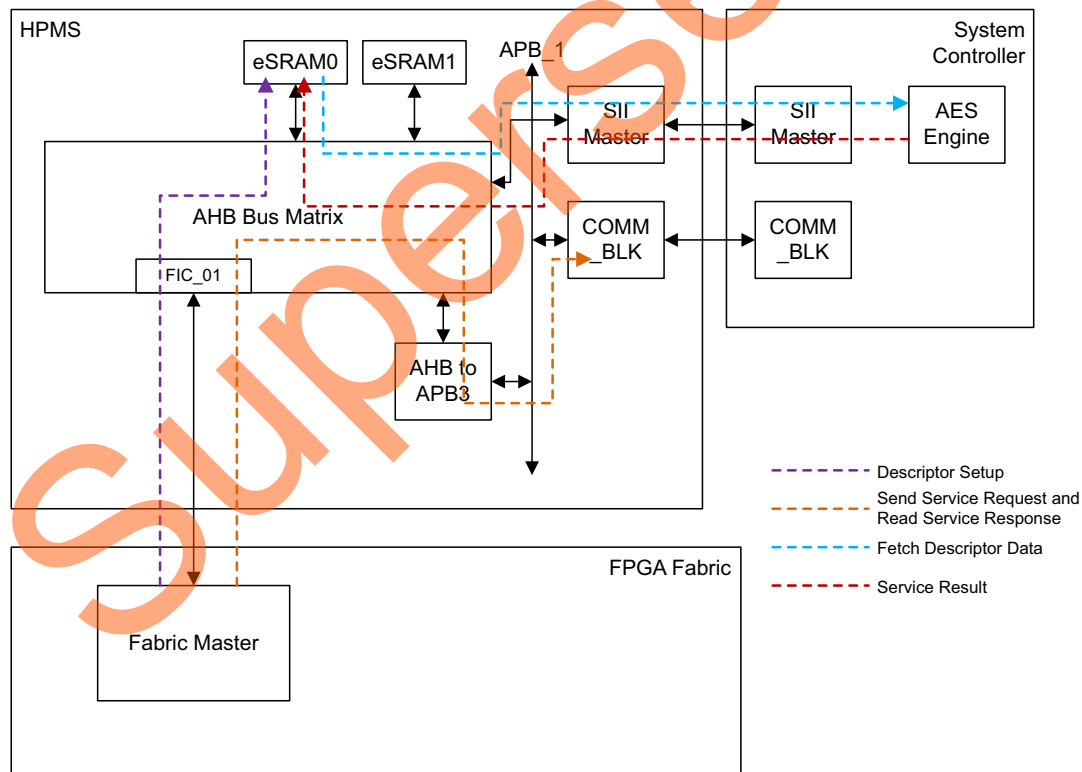 HPMS
System
Controller
eSRAM0
eSRAM1
APB_1
SII
Master
SII
Master
AES
Engine
AHB Bus Matrix
COMM
_BLK
COMM
_BLK
FIC_01
AHB to
APB3
Descriptor Setup
Send Service Request and
Read Service Response
Fetch Descriptor Data
Service Result
FPGA Fabric
Fabric Master